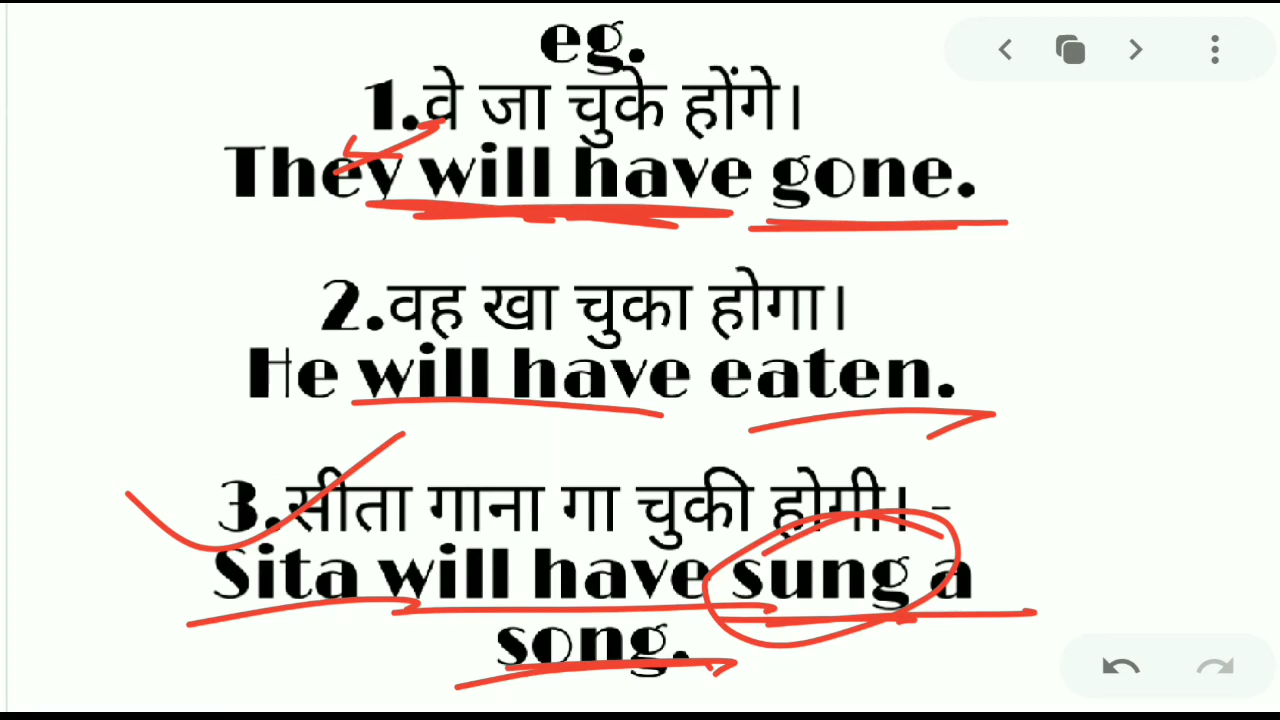 eg.
1.वे जा चुके होंगे।
They will have gone.
2.वह खा चुका होगा।
He will have eaten.
3.सीता गाना गा चुकी होगी। -
Sita will have sung a
song.